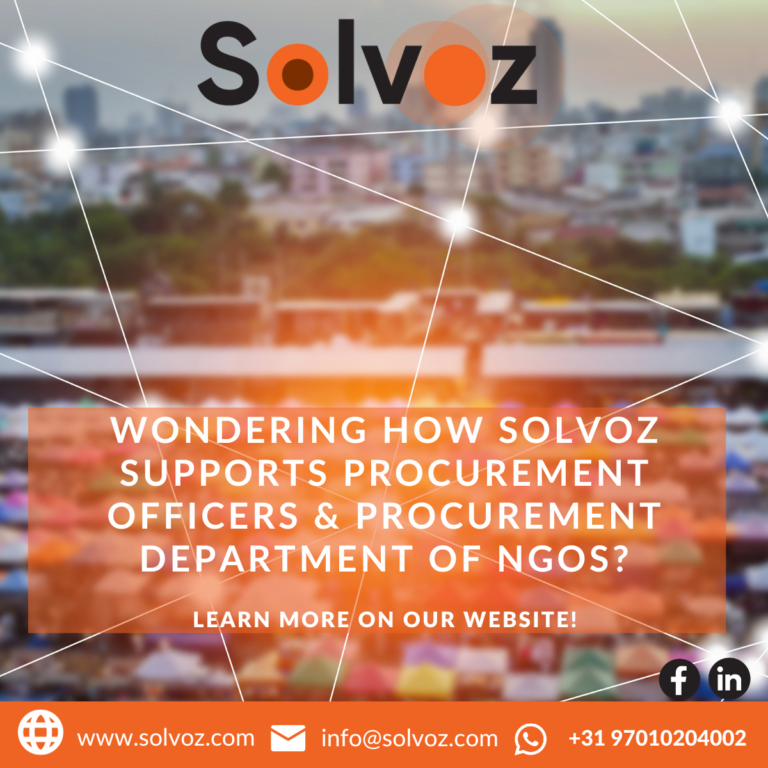 Solvoz
WONDERING HOW SOLVOZ
SUPPORTS PROCUREMENT
OFFICERS & PROCUREMENT
DEPARTMENT OF NGOS?
LEARN MORE ON OUR WEBSITE!
f in
www.solvoz.com info@solvoz.com +31 97010204002